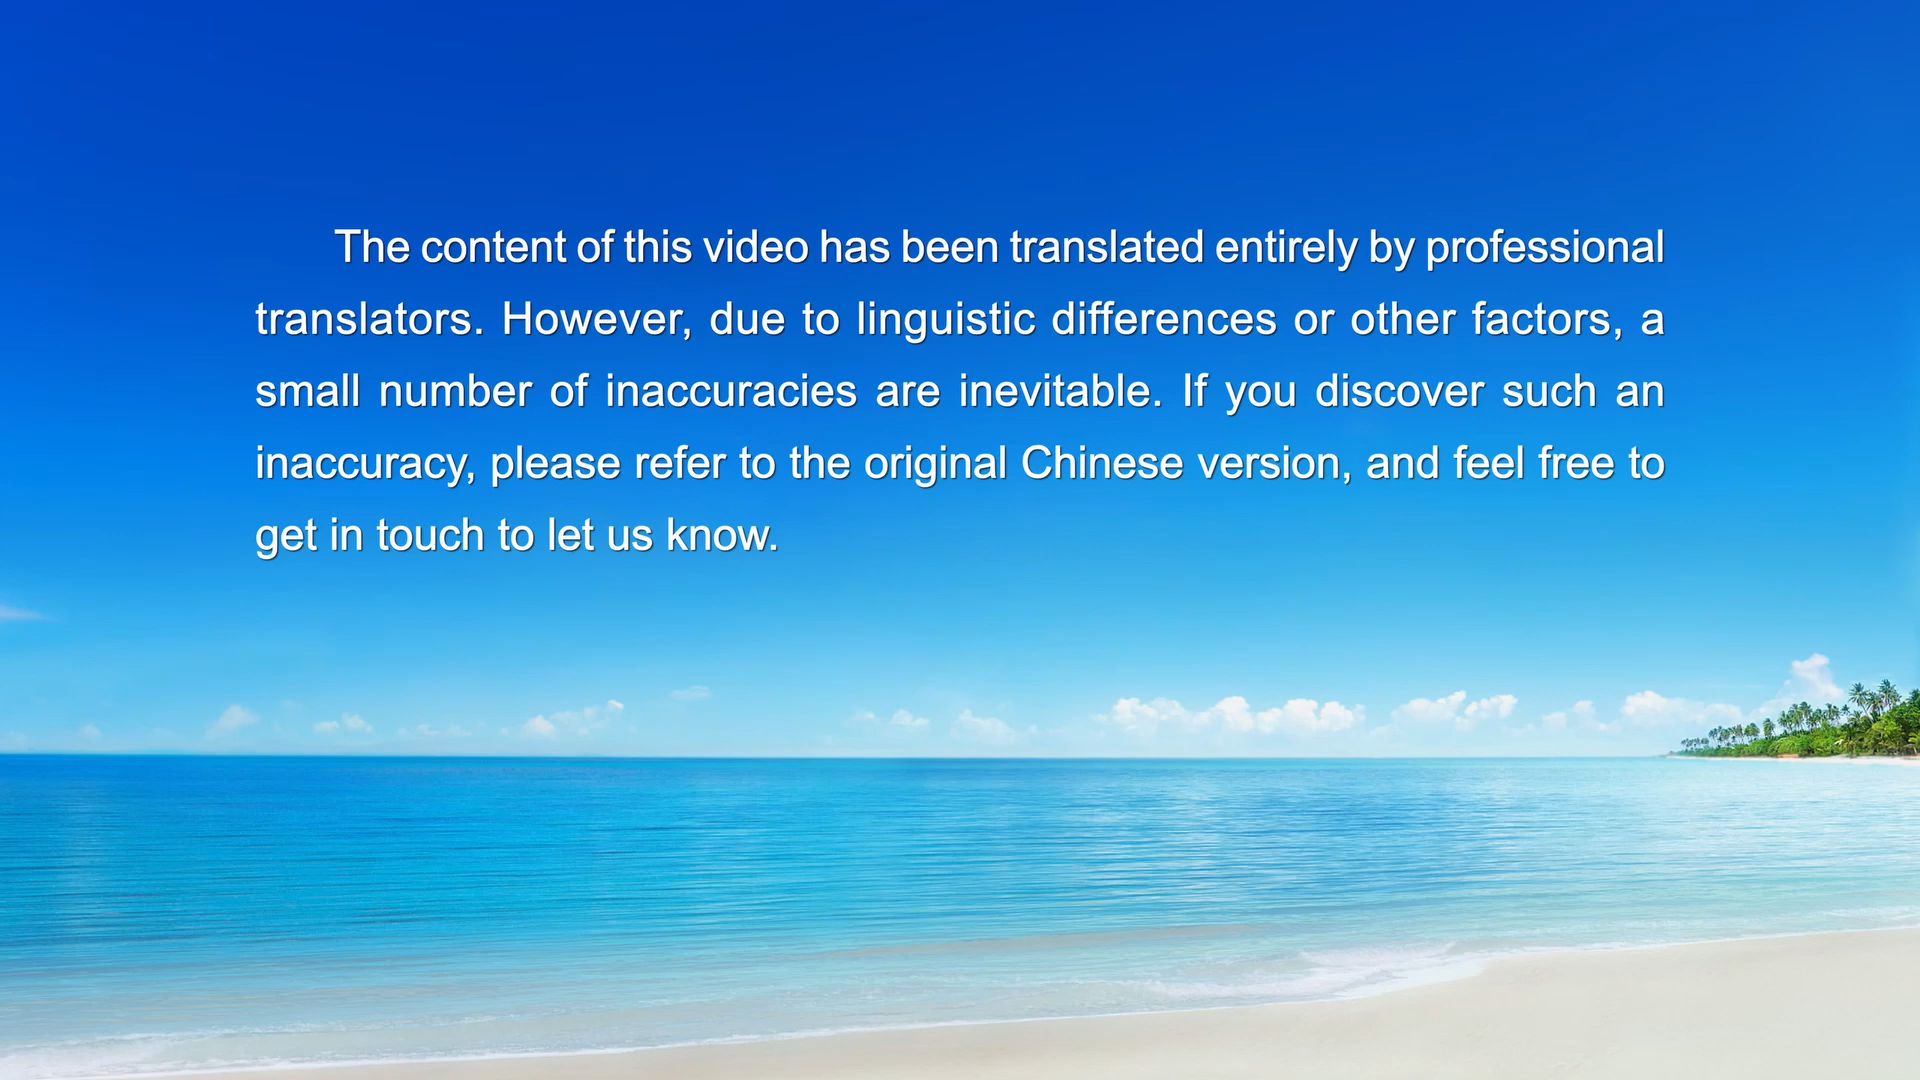 The content of this video has been translated entirely by professional
translators. However, due to linguistic differences or other factors, a
small number of inaccuracies are inevitable. If you discover such an
inaccuracy, please refer to the original Chinese version, and feel free to
get in touch to let us know.